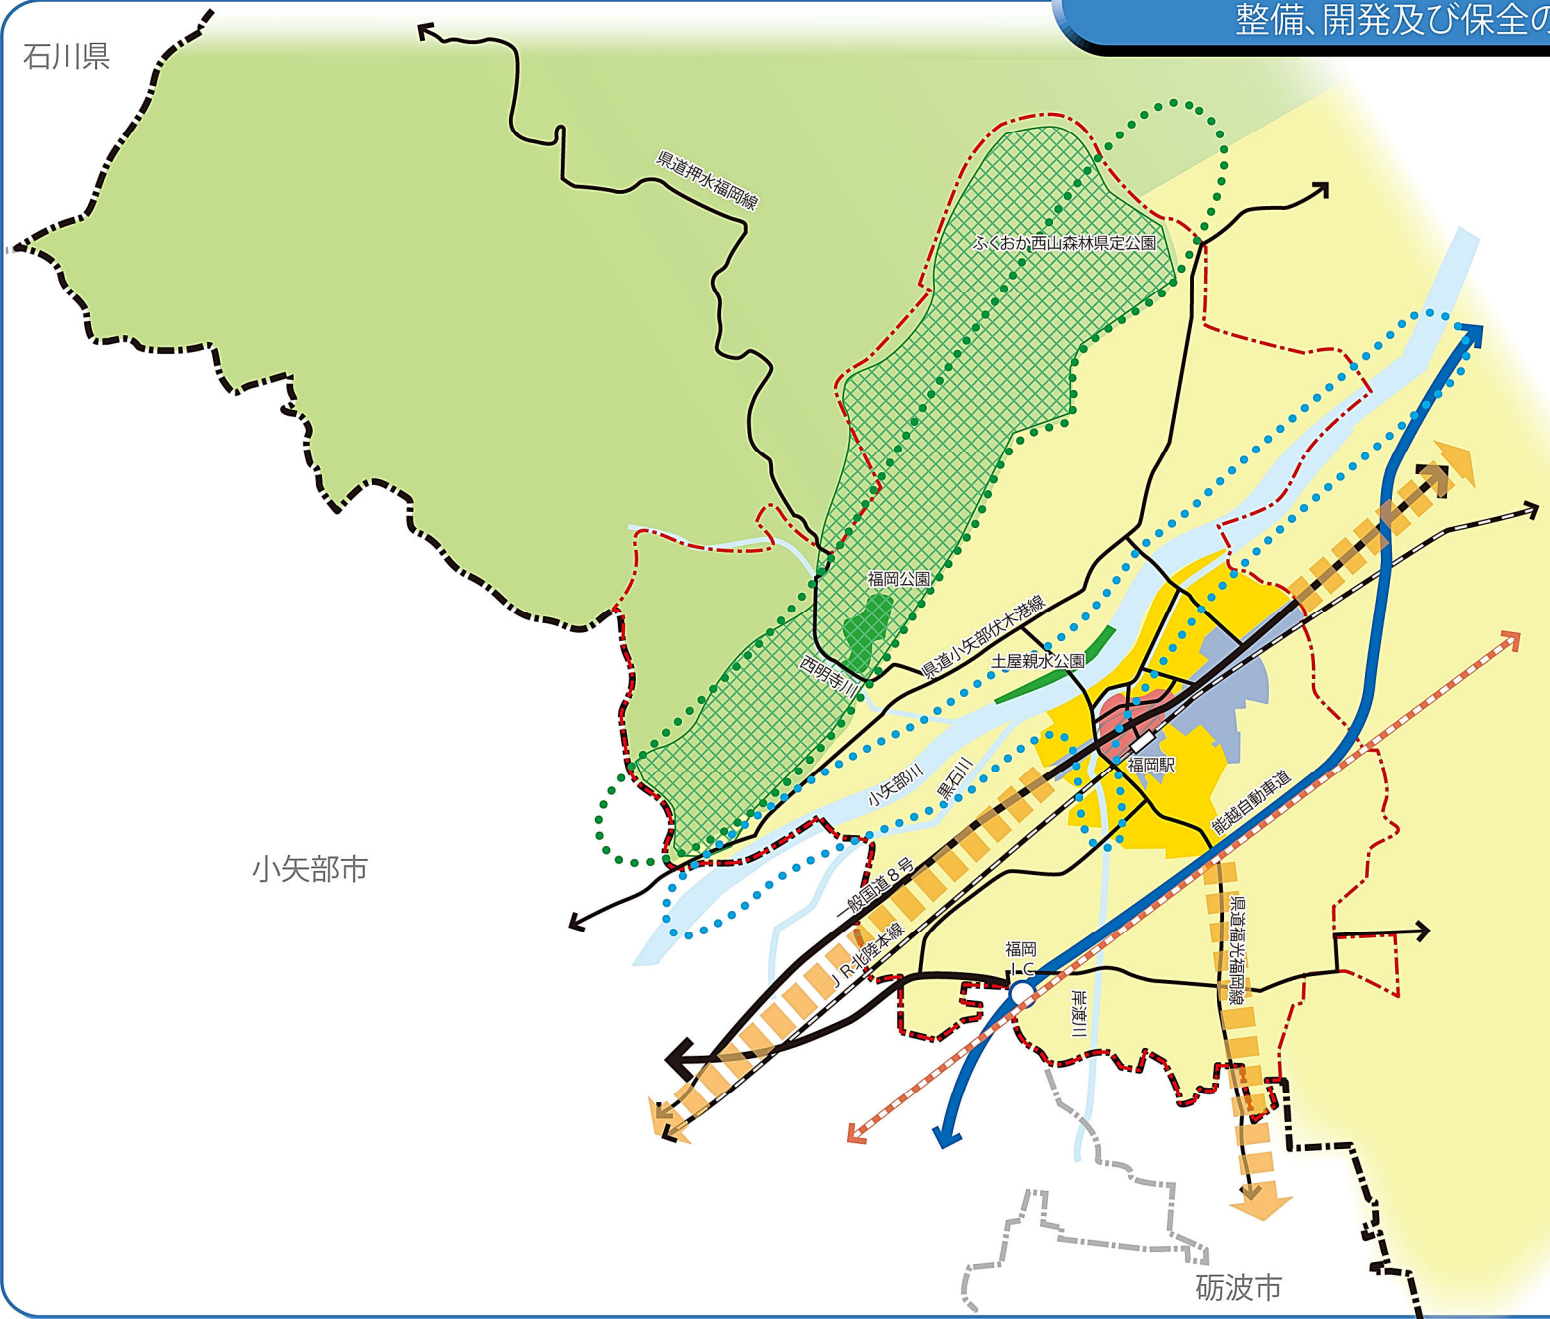 整備、開発及び保全の
石川県
県道押水福岡線
ふくおか西山森林県定公園
福岡公園
県道小矢部伏木港線
土屋親水公園
西明寺川
福岡駅
小矢部川
黒石川
能越自動車道
小矢部市
一般国道8号
県道福光福岡線
JR北陸本線
福岡
IC
岸渡川
砺波市